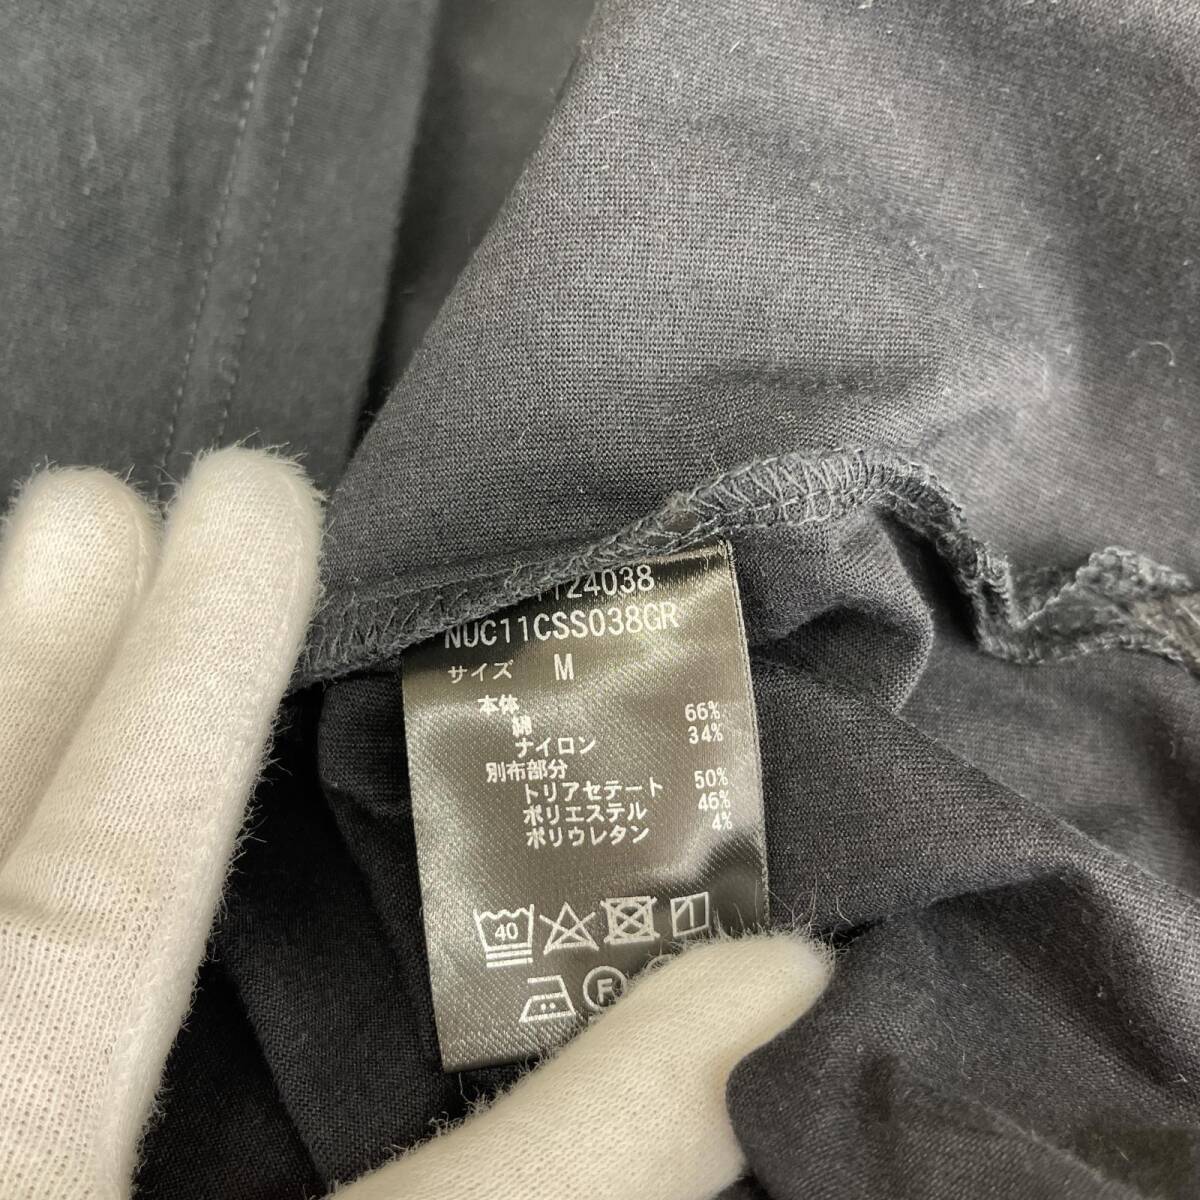 124038
NUC11CSS038GR
サイズ M
本体
綿 66%
ナイロン 34%
別布部分
トリアセテート 50%
ポリエステル 46%
ポリウレタン 4%
40
F